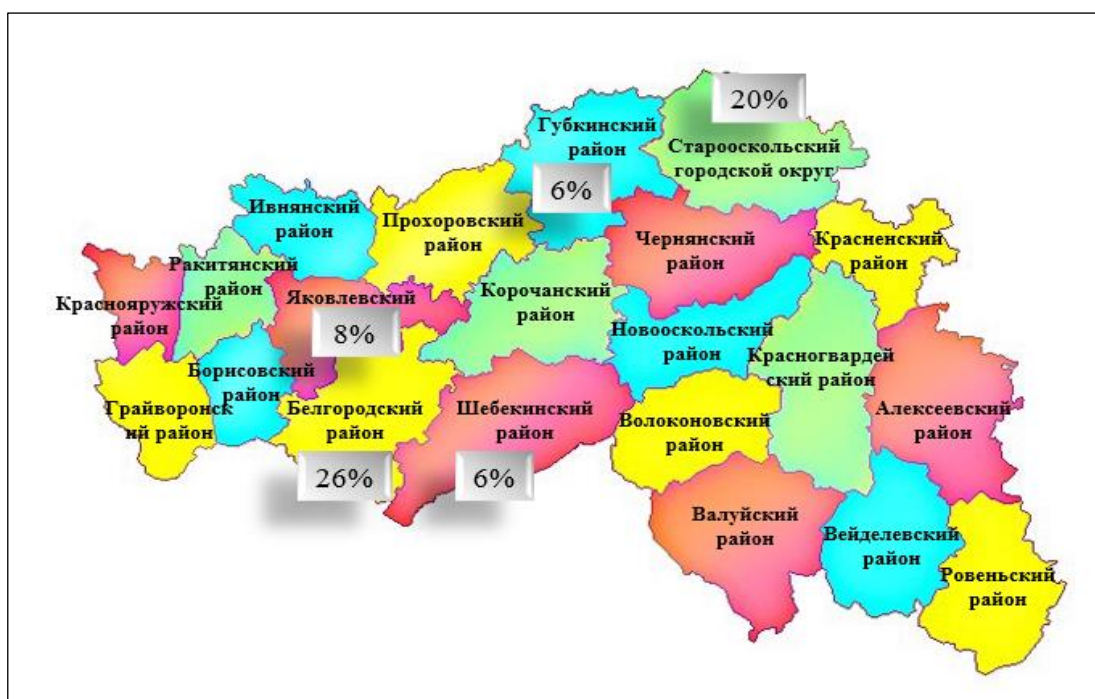 20%
Губкинский
район
Старооскольский
городской округ
6%
Ивнянский
район
Прохоровский
район
Чернянский
район
Красненский
район
Ракитянский
район
Краснояружский
район
Яковлевский
8%
Корочанский
район
Новооскольский
район
Красногвардей
ский район
Борисовский
район
Грайворонск
ий район
Белгородский
район
26%
Шебекинский
район
6%
Волоконовский
район
Алексеевский
район
Валуйский
район
Вейделевский
район
Ровеньский
район